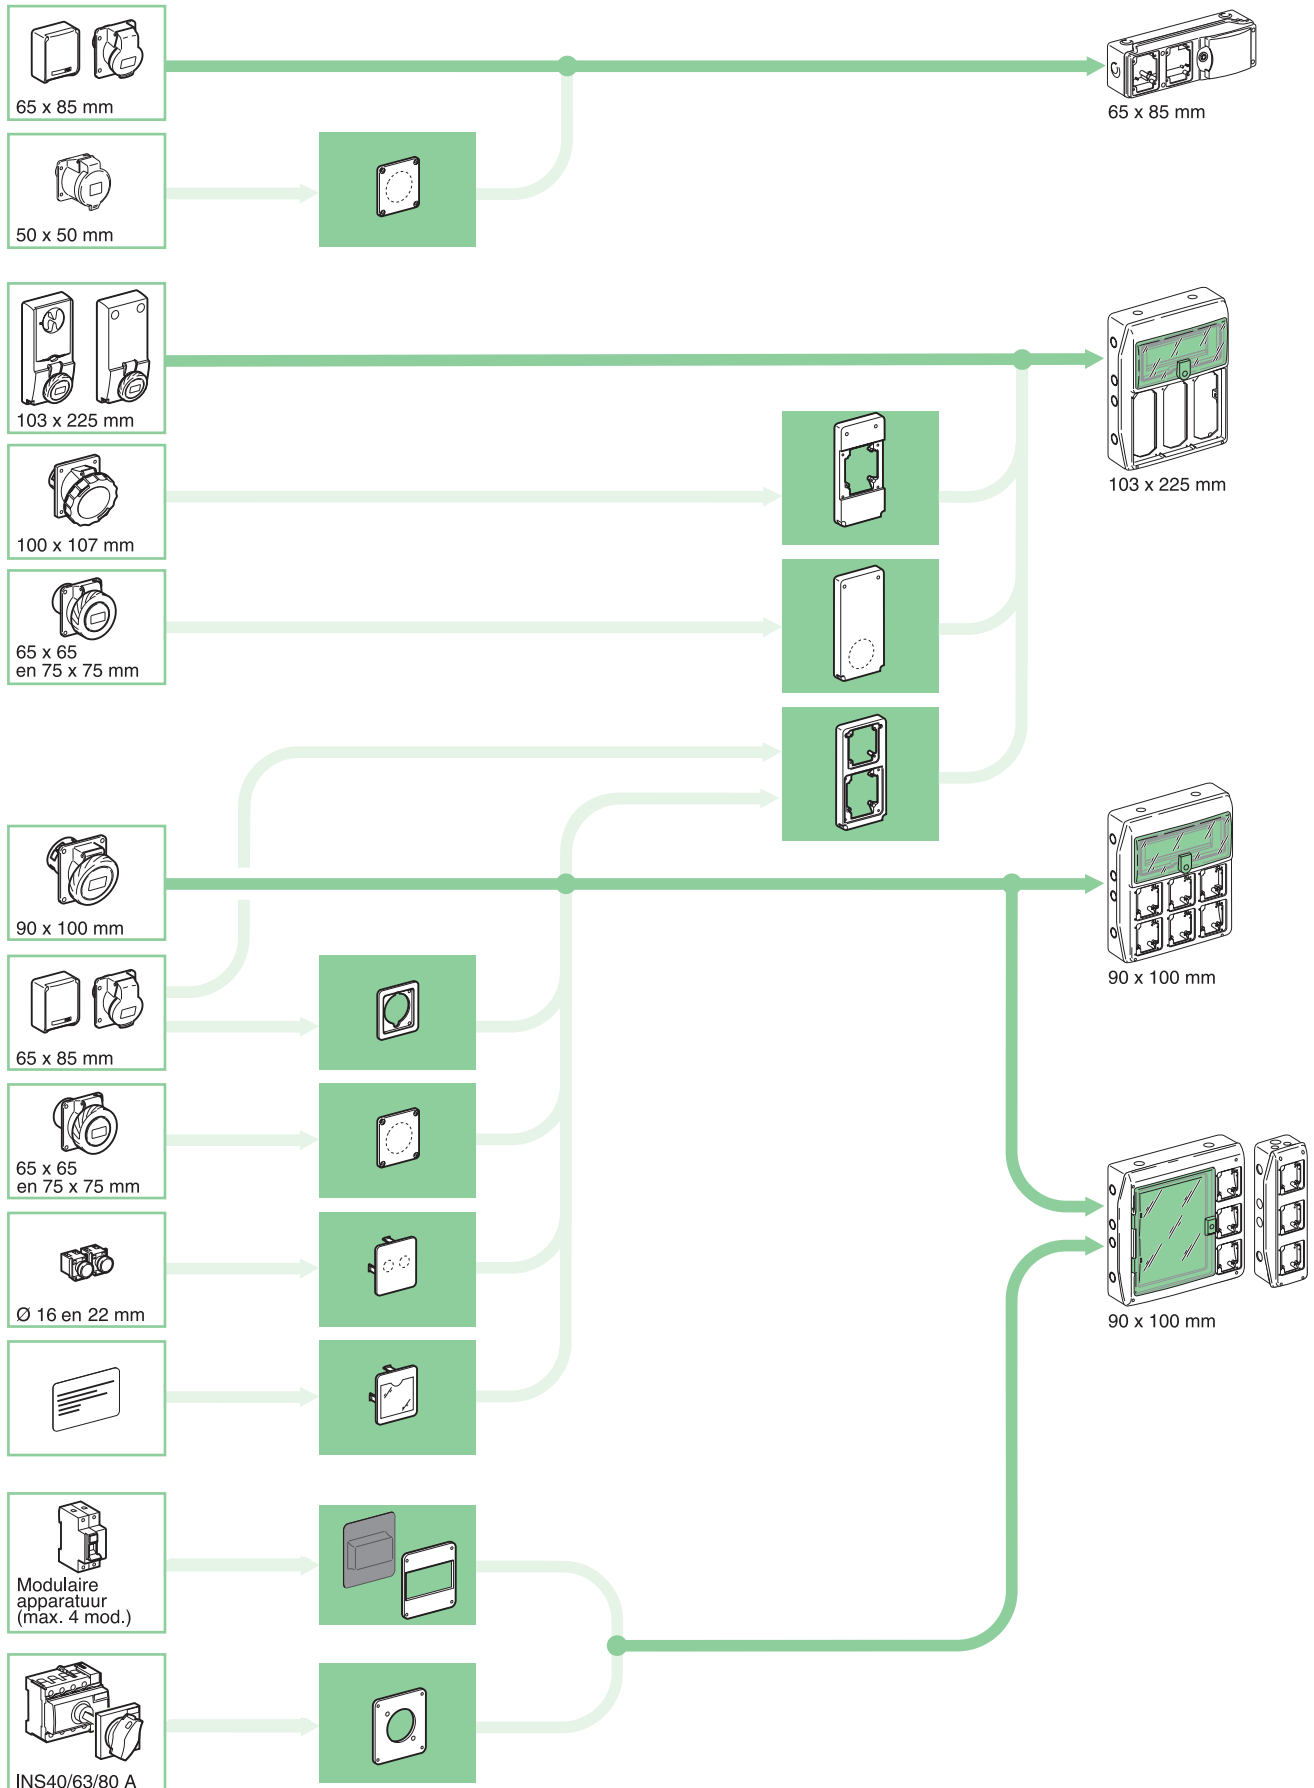 65 x 85 mm
65 x 85 mm
50 x 50 mm
103 x 225 mm
103 x 225 mm
100 x 107 mm
65 x 65
en 75 x 75 mm
90 x 100 mm
90 x 100 mm
65 x 85 mm
65 x 65
en 75 x 75 mm
Ø 16 en 22 mm
90 x 100 mm
Modulaire
apparatuur
(max. 4 mod.)
INS40/63/80 A